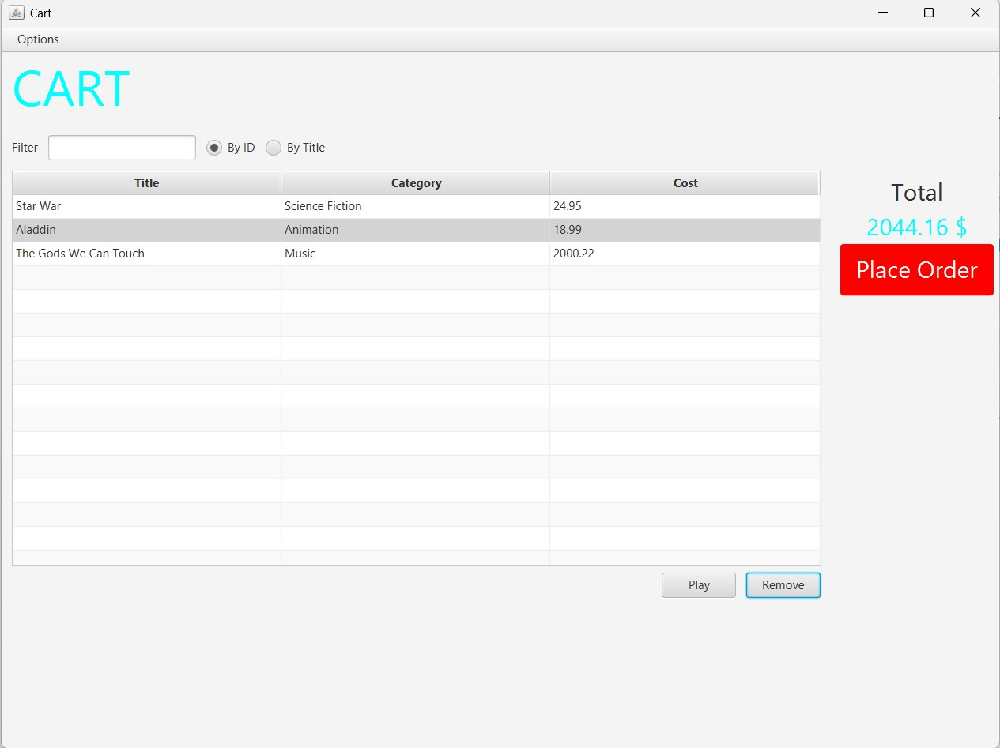 Cart
Options
CART
Filter By ID By Title
Title Category Cost
Star War Science Fiction 24.95
Aladdin Animation 18.99
The Gods We Can Touch Music 2000.22
Total
2044.16 $
Place Order
Play Remove